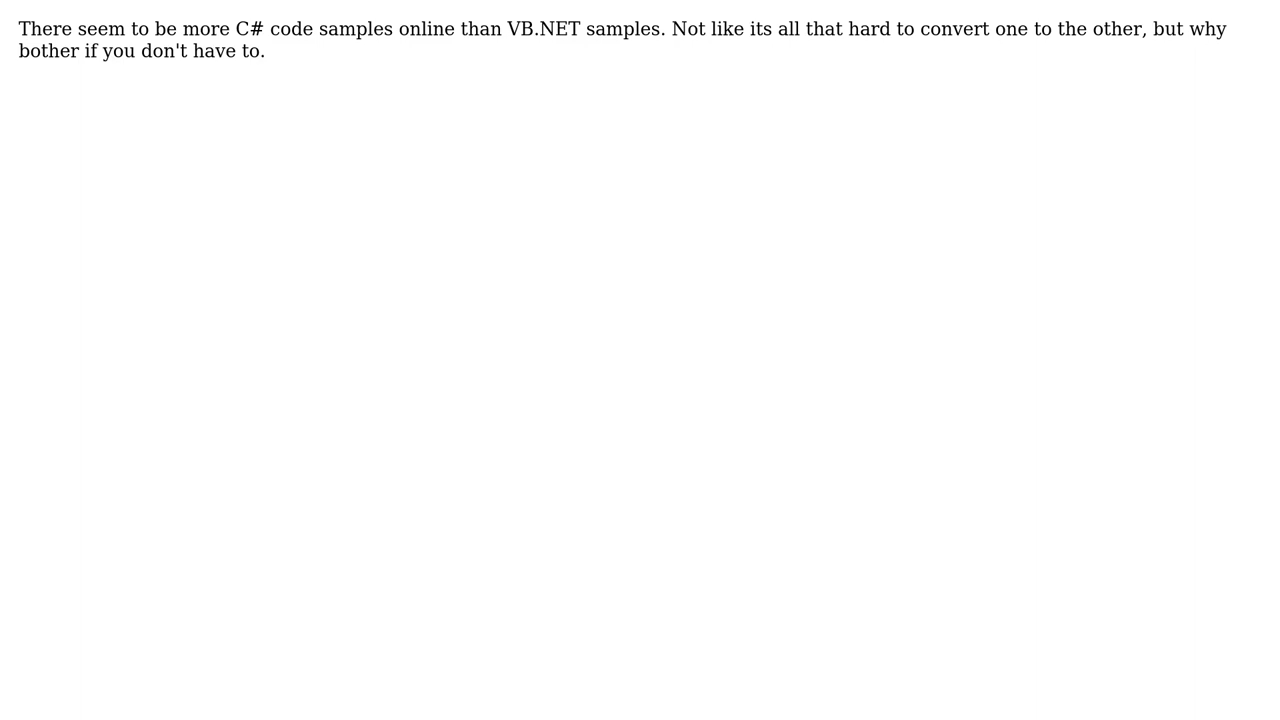 There seem to be more C# code samples online than VB.NET samples. Not like its all that hard to convert one to the other, but why
bother if you don't have to.